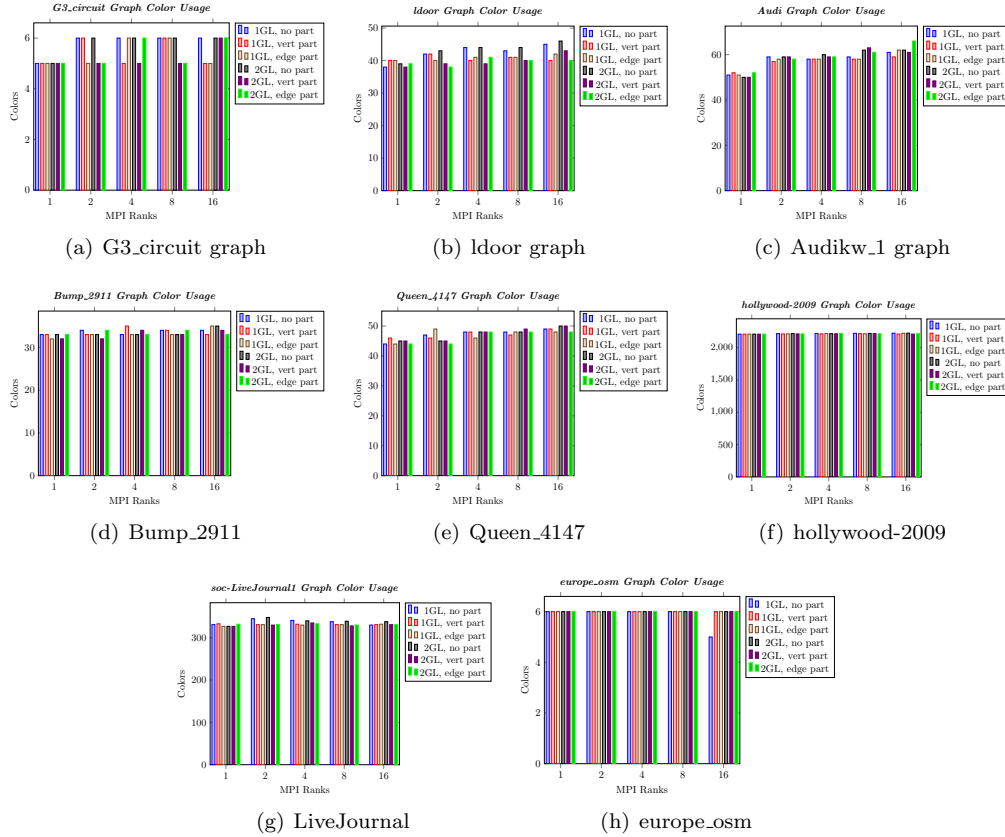 G3_circuit Graph Color Usage
6
4
2
0
Colors
1 2 4 8 16
MPI Ranks
1GL, no part
1GL, vert part
1GL, edge part
2GL, no part
2GL, vert part
2GL, edge part
(a) G3_circuit graph
ldoor Graph Color Usage
50
40
30
20
10
0
Colors
1 2 4 8 16
MPI Ranks
1GL, no part
1GL, vert part
1GL, edge part
2GL, no part
2GL, vert part
2GL, edge part
(b) ldoor graph
Audi Graph Color Usage
60
40
20
0
Colors
1 2 4 8 16
MPI Ranks
1GL, no part
1GL, vert part
1GL, edge part
2GL, no part
2GL, vert part
2GL, edge part
(c) Audikw_1 graph
Bump_2911 Graph Color Usage
30
20
10
0
Colors
1 2 4 8 16
MPI Ranks
1GL, no part
1GL, vert part
1GL, edge part
2GL, no part
2GL, vert part
2GL, edge part
(d) Bump_2911
Queen_4147 Graph Color Usage
50
40
30
20
10
0
Colors
1 2 4 8 16
MPI Ranks
1GL, no part
1GL, vert part
1GL, edge part
2GL, no part
2GL, vert part
2GL, edge part
(e) Queen_4147
hollywood-2009 Graph Color Usage
2,000
1,500
1,000
500
0
Colors
1 2 4 8 16
MPI Ranks
1GL, no part
1GL, vert part
1GL, edge part
2GL, no part
2GL, vert part
2GL, edge part
(f) hollywood-2009
soc-LiveJournal1 Graph Color Usage
300
200
100
0
Colors
1 2 4 8 16
MPI Ranks
1GL, no part
1GL, vert part
1GL, edge part
2GL, no part
2GL, vert part
2GL, edge part
(g) LiveJournal
europe_osm Graph Color Usage
6
4
2
0
Colors
1 2 4 8 16
MPI Ranks
1GL, no part
1GL, vert part
1GL, edge part
2GL, no part
2GL, vert part
2GL, edge part
(h) europe_osm